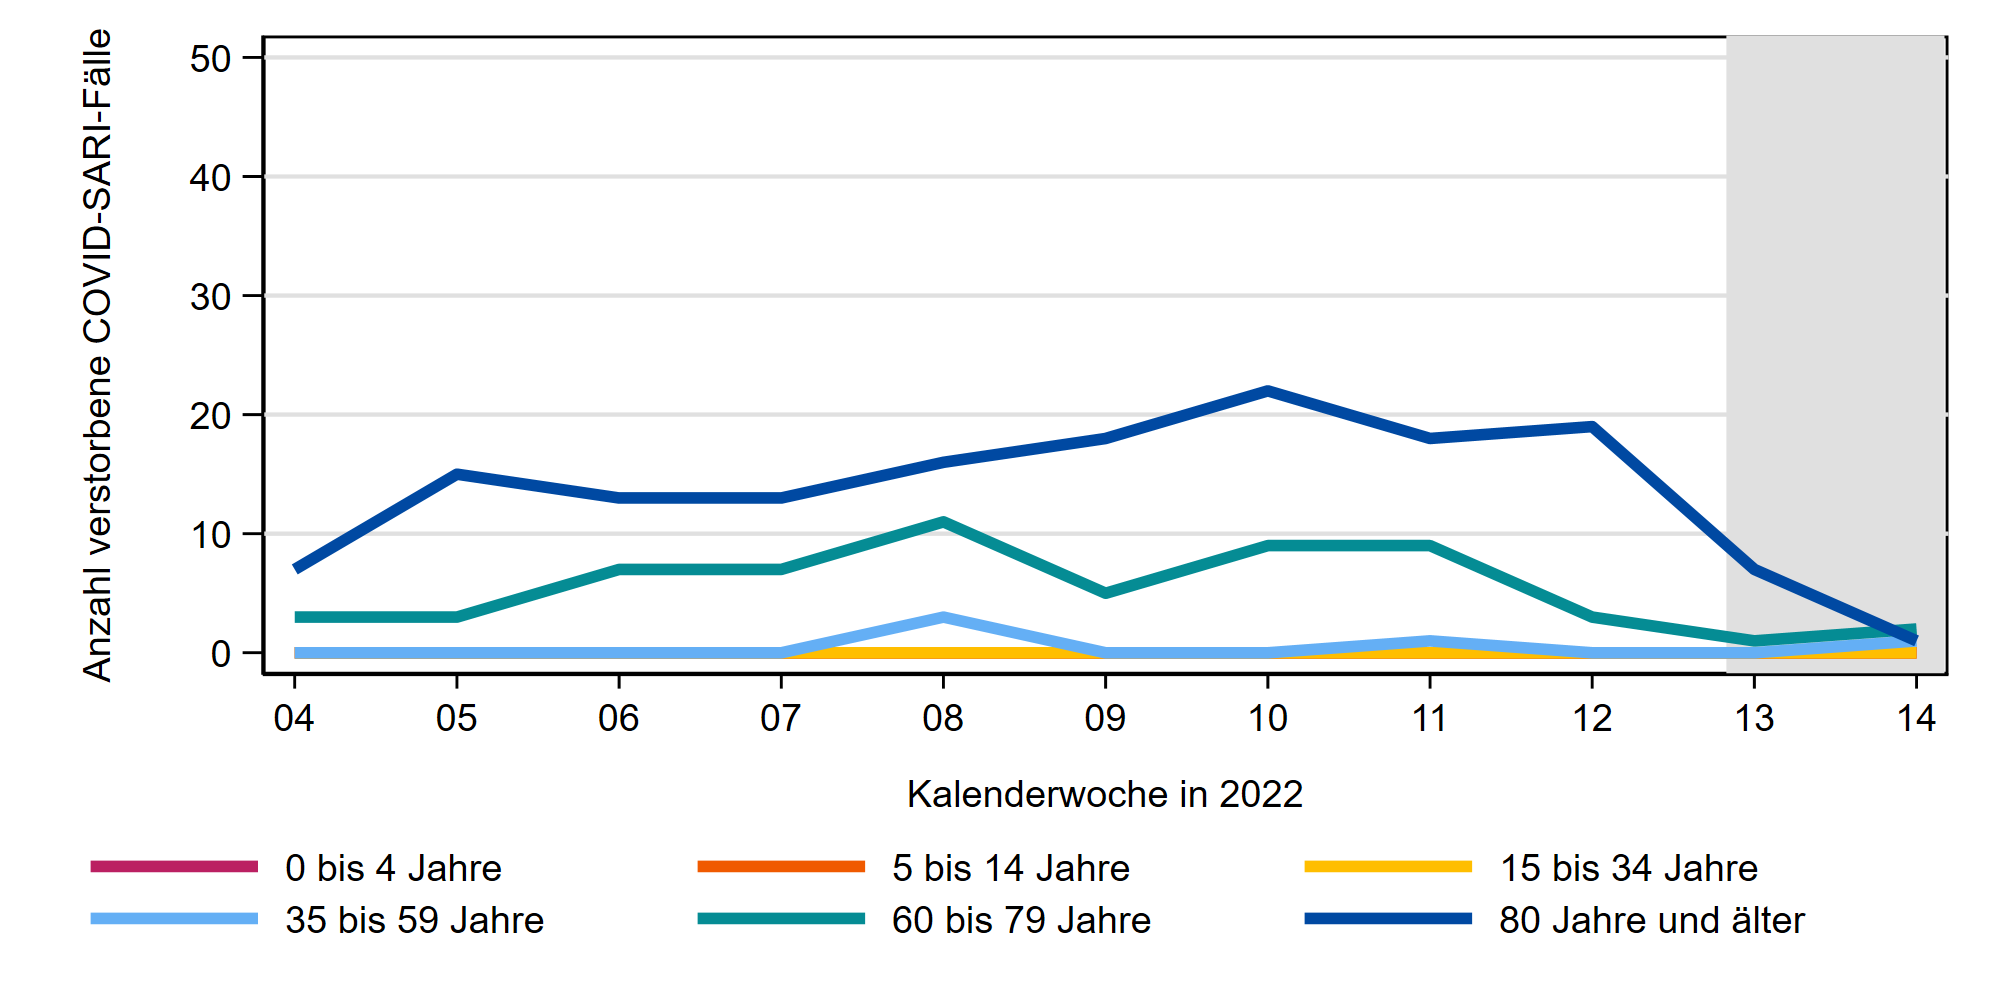 Anzahl verstorbene COVID-SARI-Fälle
50
40
30
20
10
0
04 05 06 07 08 09 10 11 12 13 14
Kalenderwoche in 2022
0 bis 4 Jahre 5 bis 14 Jahre 15 bis 34 Jahre
35 bis 59 Jahre 60 bis 79 Jahre 80 Jahre und älter